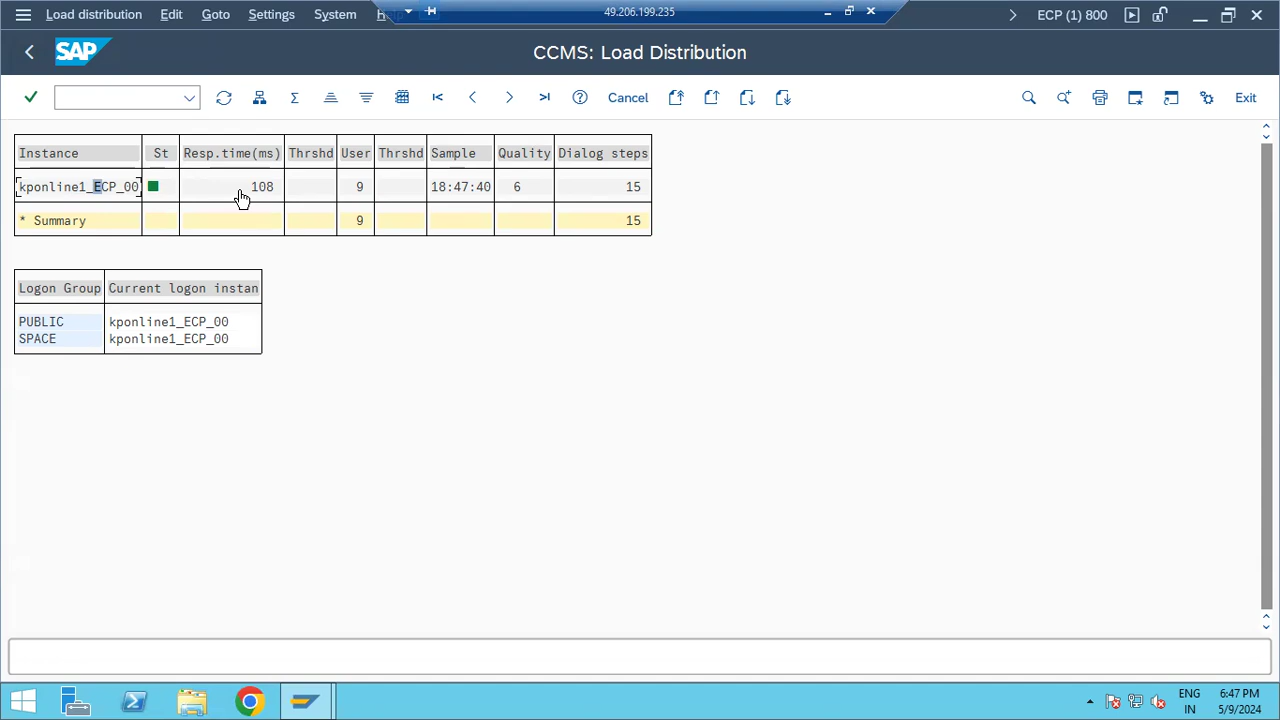 49.206.199.235
Load distribution Edit Goto Settings System Help ECP (1) 800
SAP CCMS: Load Distribution
Cancel Exit
Instance St Resp.time(ms) Thrshd User Thrshd Sample Quality Dialog steps
kponline1_ECP_00 108 9 18:47:40 6 15
* Summary 9 15
Logon Group Current logon instan
PUBLIC kponline1_ECP_00
SPACE kponline1_ECP_00
ENG 6:47 PM
IN 5/9/2024